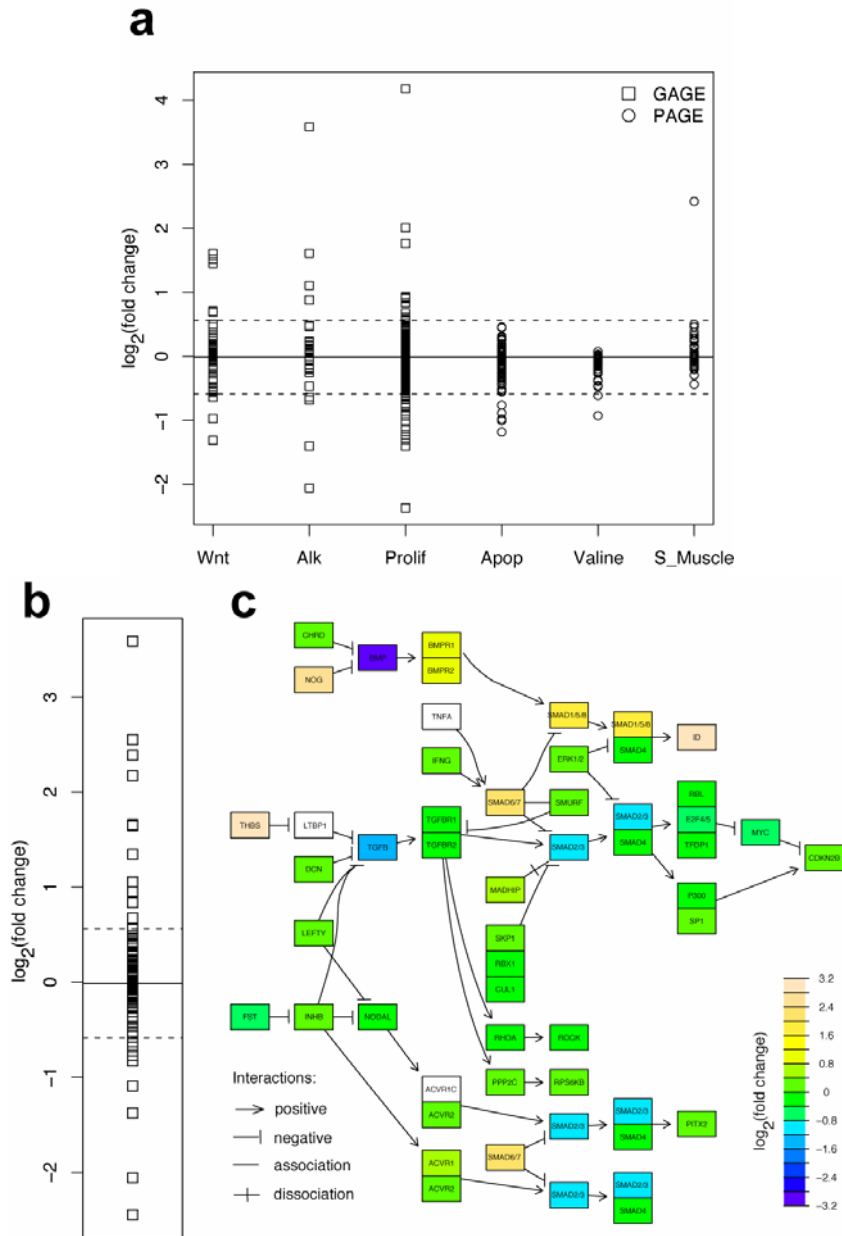 a
GAGE
PAGE
log2(fold change)
4
3
2
1
0
−1
−2
Wnt Alk Prolif Apop Valine S_Muscle
b
log2(fold change)
3
2
1
0
−1
−2
c
CHRD
NOG
BMP
BMPR1
BMPR2
TNFA
IFNG
SMAD1/5/8
SMAD1/5/8
SMAD4
ID
ERK1/2
SMAD6/7
SMURF
THBS
LTBP1
DCN
TGFB
TGFBR1
TGFBR2
SMAD2/3
SMAD2/3
SMAD4
RBL
E2F4/5
TFDP1
MYC
CDKN2B
P300
SP1
MADHIP
SKP1
RBX1
CUL1
LEFTY
FST
INHB
NODAL
RHOA
ROCK
PPP2C
RPS6KB
ACVR1C
ACVR2
SMAD2/3
SMAD2/3
SMAD4
PITX2
SMAD6/7
ACVR1
ACVR2
SMAD2/3
SMAD2/3
SMAD4
Interactions:
positive
negative
association
dissociation
log2(fold change)
3.2
2.4
1.6
0.8
0
−0.8
−1.6
−2.4
−3.2